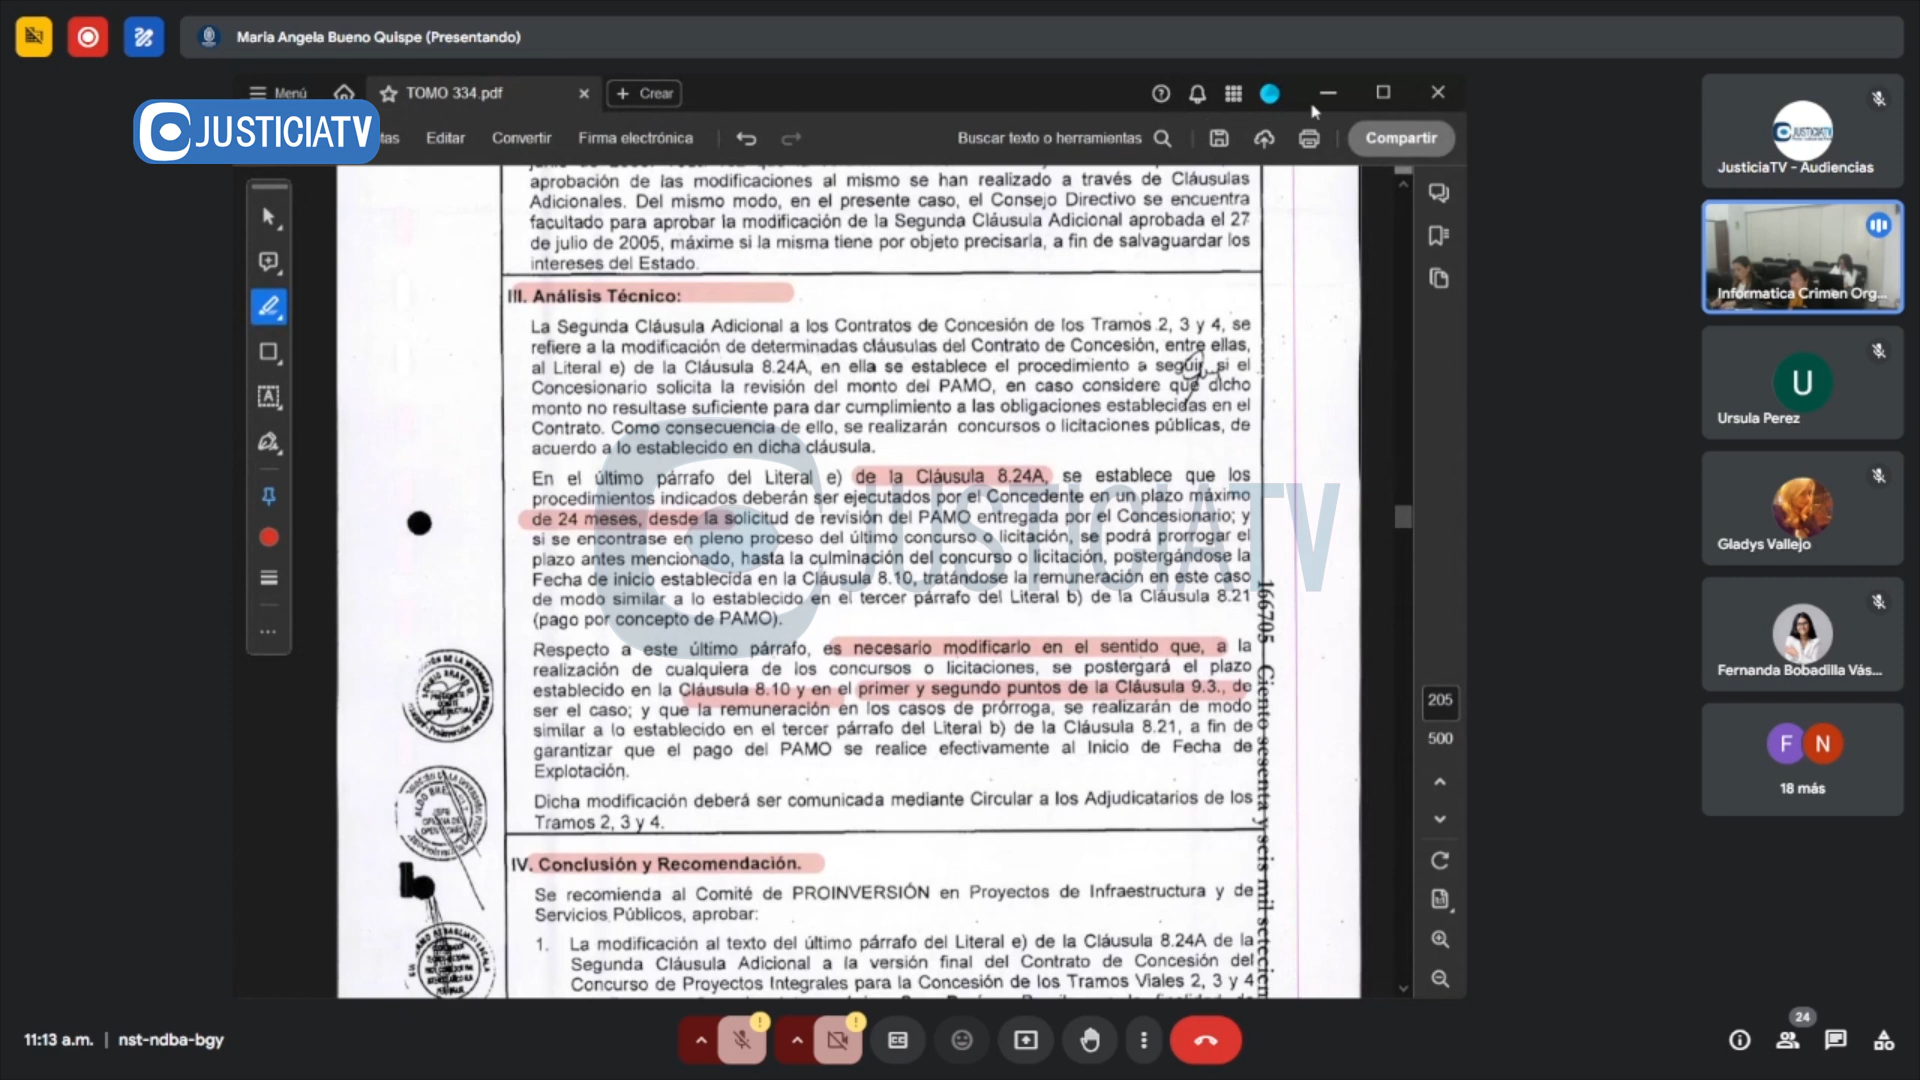 Maria Angela Bueno Quispe (Presentando)
Menú
TOMO 334.pdf
Crear
JUSTICIATV
Editar
Convertir
Firma electrónica
Buscar texto o herramientas
Compartir
aprobación de las modificaciones al mismo se han realizado a través de Cláusulas
Adicionales. Del mismo modo, en el presente caso, el Consejo Directivo se encuentra
facultado para aprobar la modificación de la Segunda Cláusula Adicional aprobada el 27
de julio de 2005, máxime si la misma tiene por objeto precisarla, a fin de salvaguardar los
intereses del Estado.
III. Análisis Técnico:
La Segunda Cláusula Adicional a los Contratos de Concesión de los Tramos 2, 3 y 4, se
refiere a la modificación de determinadas cláusulas del Contrato de Concesión, entre ellas,
al Literal e) de la Cláusula 8.24A, en ella se establece el procedimiento a seguir, si el
Concesionario solicita la revisión del monto del PAMO, en caso considere que dicho
monto no resultase suficiente para dar cumplimiento a las obligaciones establecidas en el
Contrato. Como consecuencia de ello, se realizarán concursos o licitaciones públicas, de
acuerdo a lo establecido en dicha cláusula.
En el último párrafo del Literal e) de la Cláusula 8.24A, se establece que los
procedimientos indicados deberán ser ejecutados por el Concedente en un plazo máximo
de 24 meses, desde la solicitud de revisión del PAMO entregada por el Concesionario; y
si se encontrase en pleno proceso del último concurso o licitación, se podrá prorrogar el
plazo antes mencionado, hasta la culminación del concurso o licitación, postergándose la
Fecha de inicio establecida en la Cláusula 8.10, tratándose la remuneración en este caso
de modo similar a lo establecido en el tercer párrafo del Literal b) de la Cláusula 8.21
(pago por concepto de PAMO).
Respecto a este último párrafo, es necesario modificarlo en el sentido que, a la
realización de cualquiera de los concursos o licitaciones, se postergará el plazo
establecido en la Cláusula 8.10 y en el primer y segundo puntos de la Cláusula 9.3., de
ser el caso; y que la remuneración en los casos de prórroga, se realizarán de modo
similar a lo establecido en el tercer párrafo del Literal b) de la Cláusula 8.21, a fin de
garantizar que el pago del PAMO se realice efectivamente al Inicio de Fecha de
Explotación.
Dicha modificación deberá ser comunicada mediante Circular a los Adjudicatarios de los
Tramos 2, 3 y 4.
IV. Conclusión y Recomendación.
Se recomienda al Comité de PROINVERSIÓN en Proyectos de Infraestructura y de
Servicios Públicos, aprobar:
1. La modificación al texto del último párrafo del Literal e) de la Cláusula 8.24A de la
Segunda Cláusula Adicional a la versión final del Contrato de Concesión del
Concurso de Proyectos Integrales para la Concesión de los Tramos Viales 2, 3 y 4
166705 Ciento sesenta y seis mil
JUSTICIATV
205
500
JUSTICIATV
JusticiaTV - Audiencias
Informatica Crimen Org...
U
Ursula Perez
Gladys Vallejo
Fernanda Bobadilla Vás...
F N
18 más
11:13 a.m. | nst-ndba-bgy
24